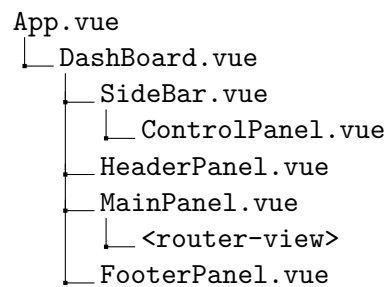 App.vue
DashBoard.vue
SideBar.vue
ControlPanel.vue
HeaderPanel.vue
MainPanel.vue
<router-view>
FooterPanel.vue